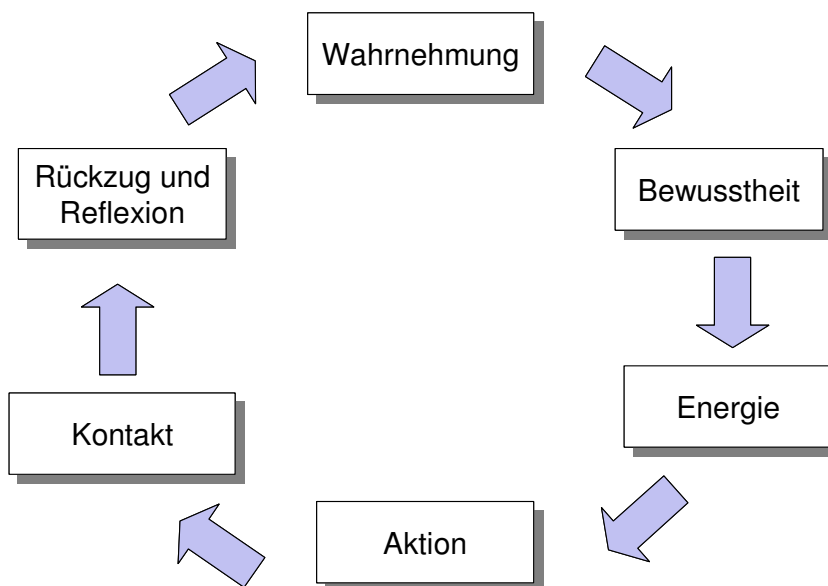 Wahrnehmung
Bewusstheit
Energie
Aktion
Kontakt
Rückzug und
Reflexion